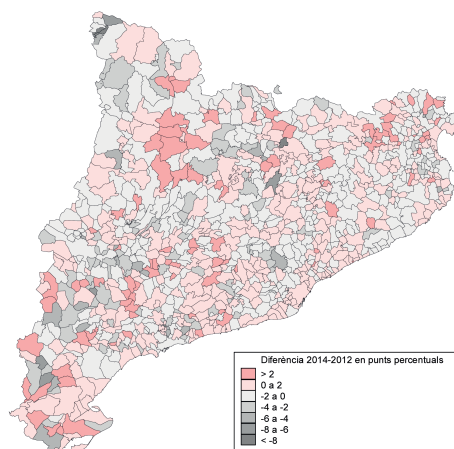 Diferència 2014-2012 en punts percentuals
> 2
0 a 2
-2 a 0
-4 a -2
-6 a -4
-8 a -6
< -8